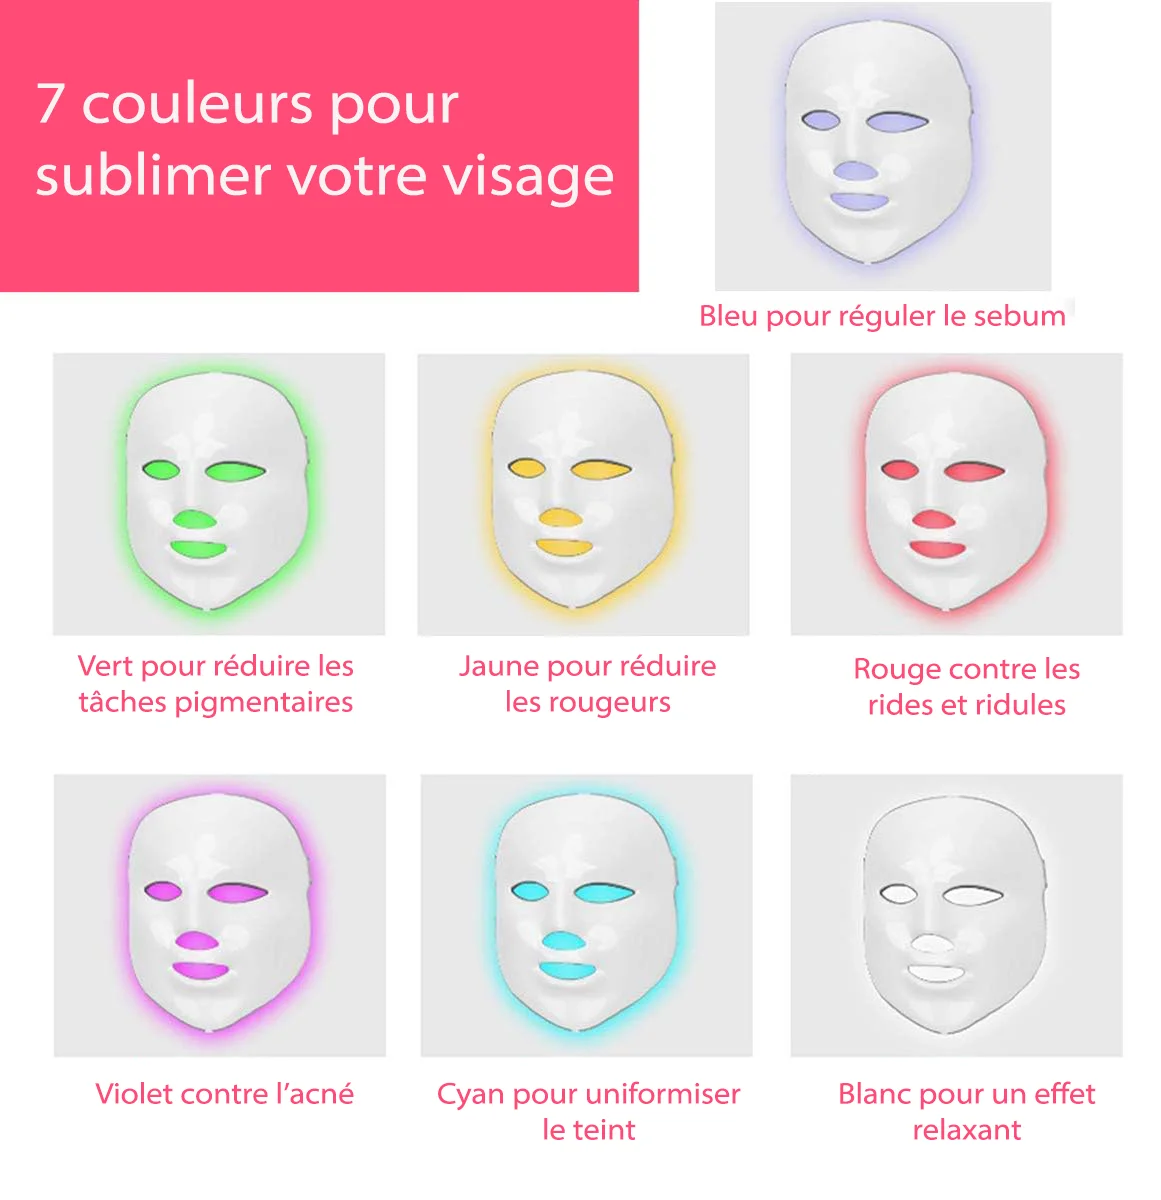 7 couleurs pour
sublimer votre visage
Bleu pour réguler le sebum
Vert pour réduire les
tâches pigmentaires
Jaune pour réduire
les rougeurs
Rouge contre les
rides et ridules
Violet contre l’acné
Cyan pour uniformiser
le teint
Blanc pour un effet
relaxant